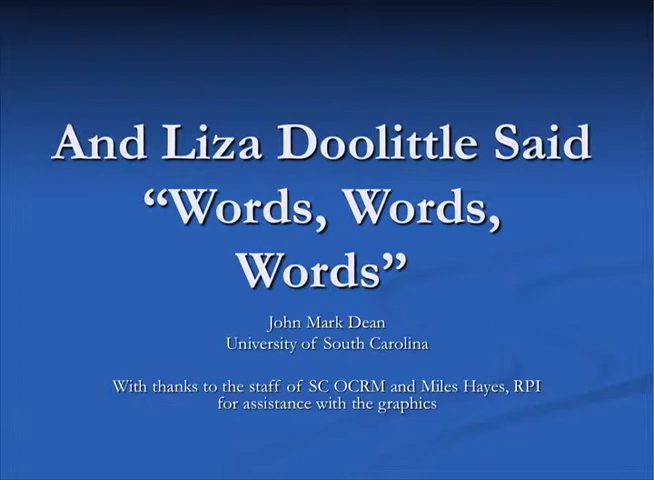 And Liza Doolittle Said
“Words, Words,
Words”
John Mark Dean
University of South Carolina
With thanks to the staff of SC OCRM and Miles Hayes, RPI
for assistance with the graphics